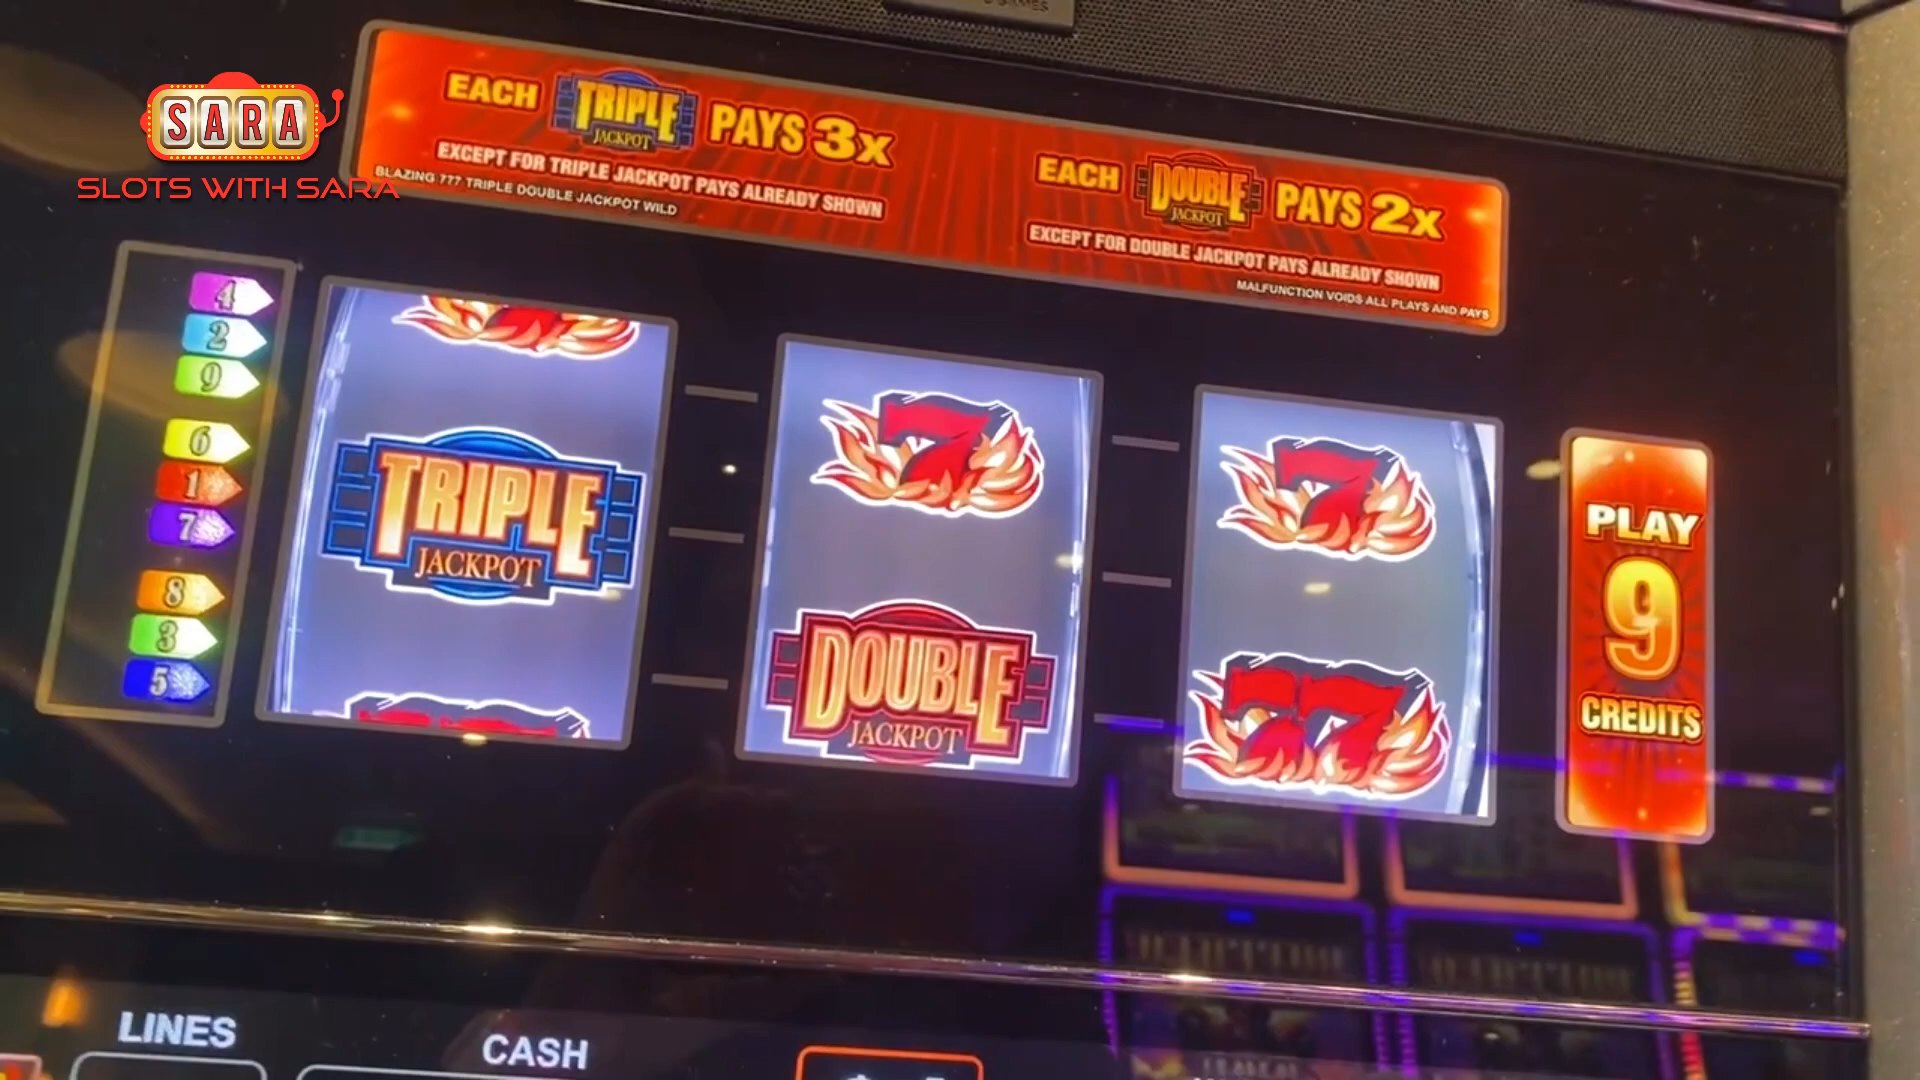 SARA
SLOTS WITH SARA
EACH TRIPLE JACKPOT PAYS 3x
EXCEPT FOR TRIPLE JACKPOT PAYS ALREADY SHOWN
BLAZING 777 TRIPLE DOUBLE JACKPOT WILD
EACH DOUBLE JACKPOT PAYS 2x
EXCEPT FOR DOUBLE JACKPOT PAYS ALREADY SHOWN
MALFUNCTION VOIDS ALL PLAYS AND PAYS
4
2
9
6
1
7
8
3
5
TRIPLE
JACKPOT
7
DOUBLE
JACKPOT
7
77
PLAY
9
CREDITS
LINES
CASH